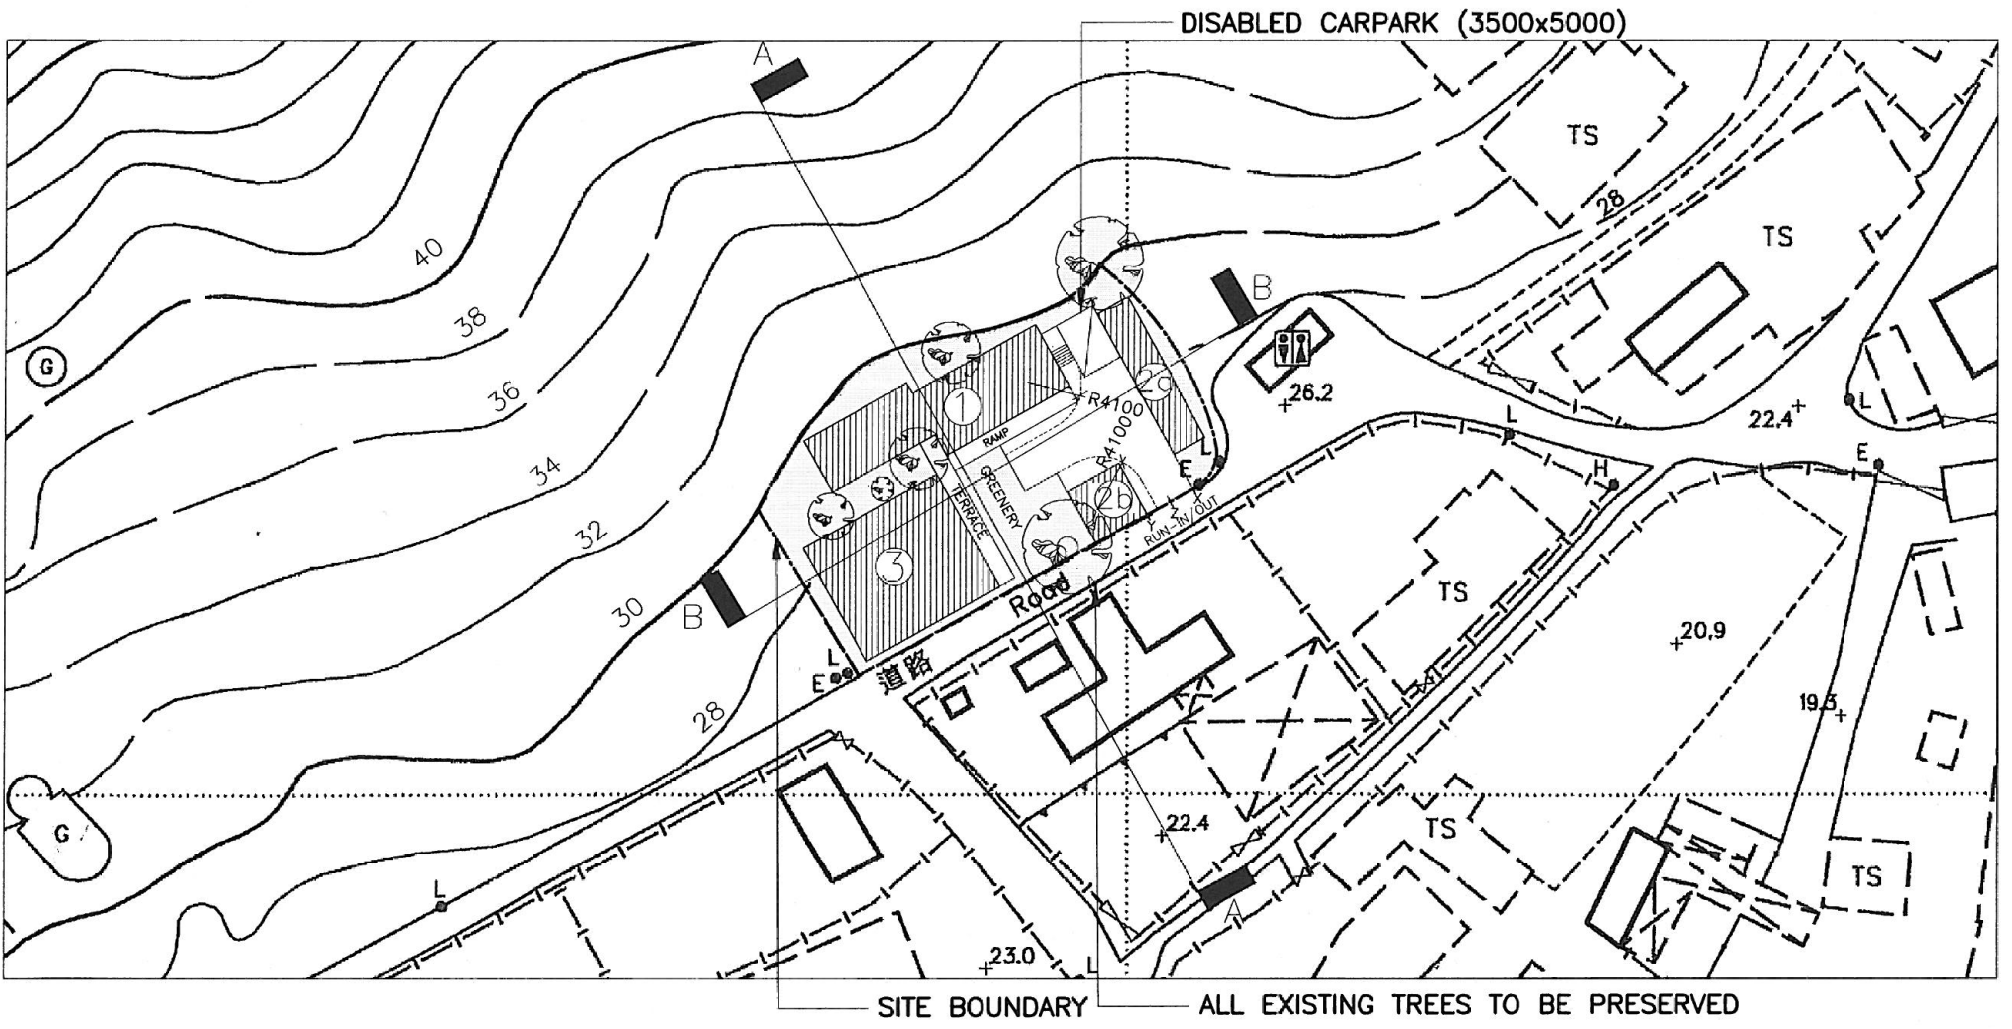 DISABLED CARPARK (3500x5000)
A
TS
28
TS
40
B
38
G
26.2
36
1
2a
R4100
22.4
L
RAMP
R4100
L
E
E
H
34
GREENERY
TERRACE
2b
RUN-IN/OUT
32
3
TS
30
B
Road
20.9
L
E
道路
28
19.3
22.4
G
TS
TS
L
A
23.0
L
SITE BOUNDARY
ALL EXISTING TREES TO BE PRESERVED